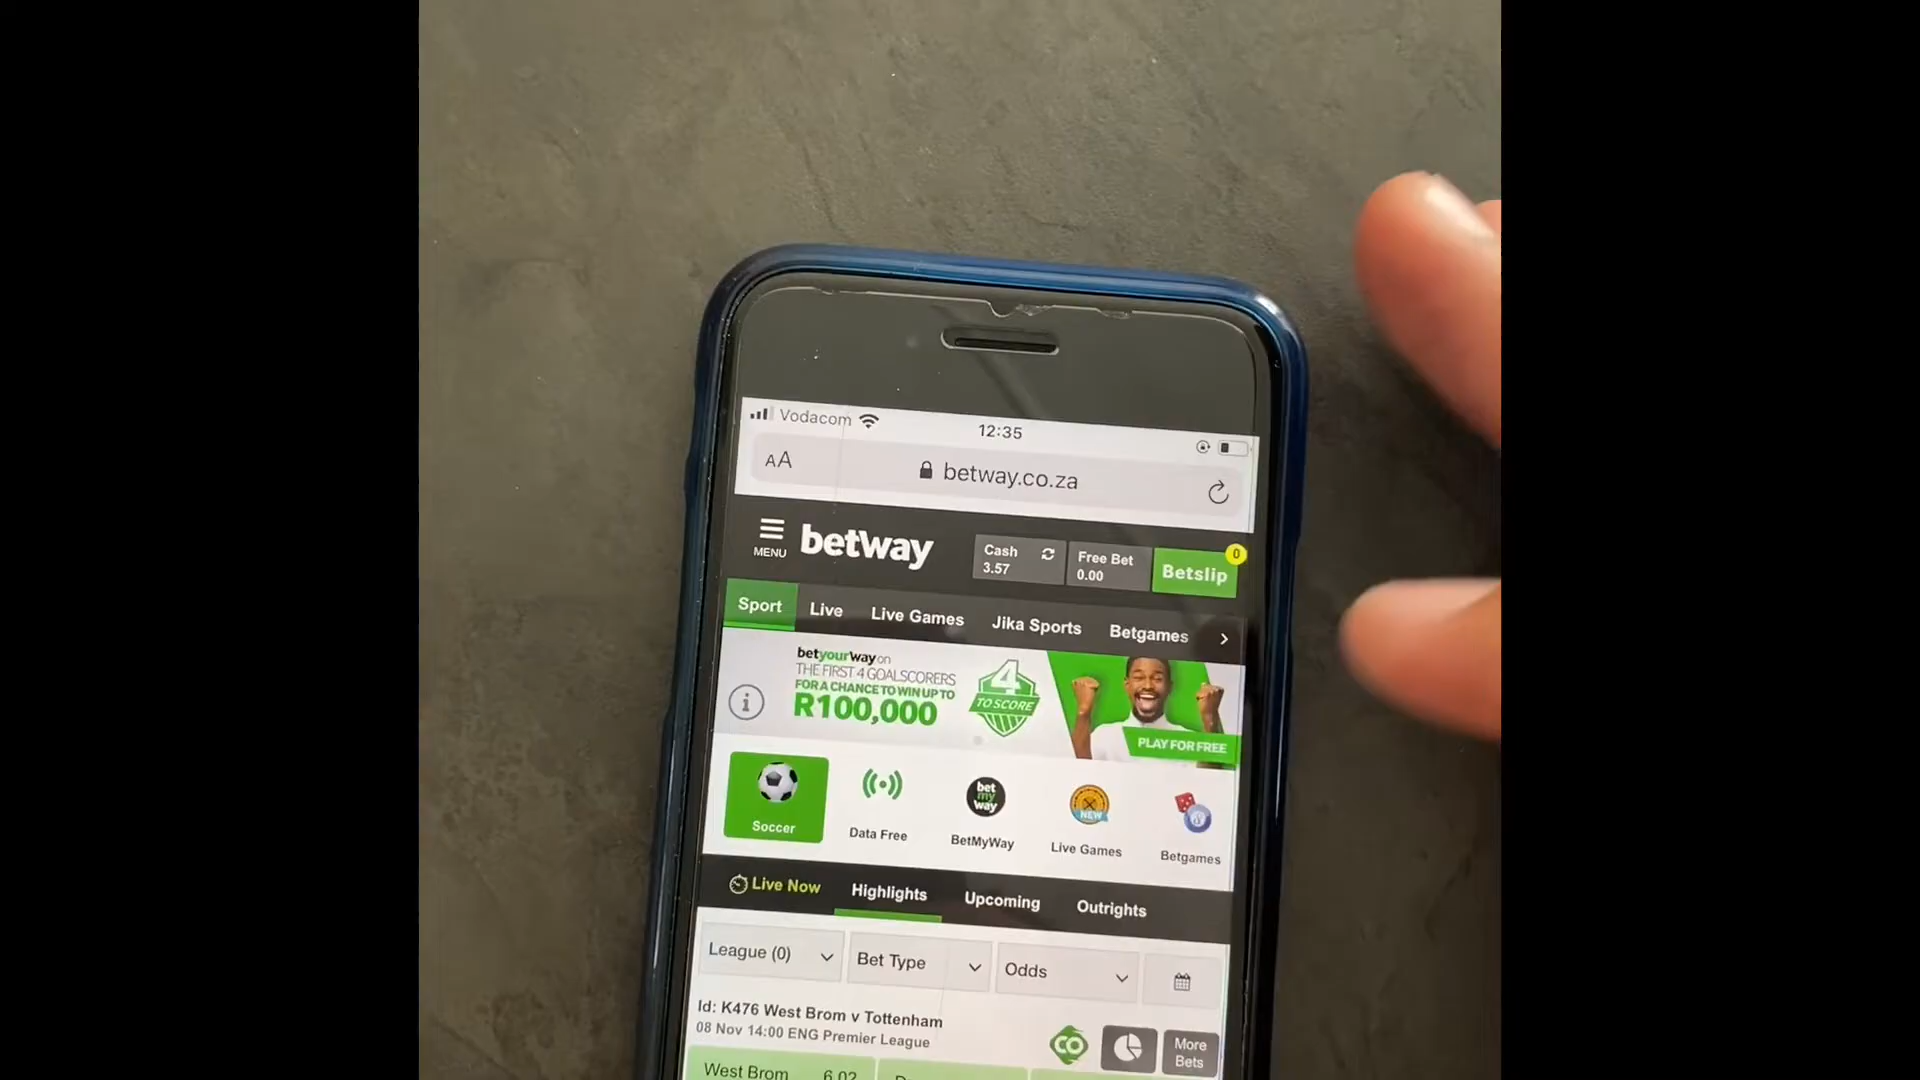 Vodacom
12:35
AA
betway.co.za
MENU
betway
Cash
3.57
Free Bet
0.00
Betslip
0
Sport
Live
Live Games
Jika Sports
Betgames
betyourway on
THE FIRST 4 GOALSCORERS
FOR A CHANCE TO WIN UP TO
R100,000
4
TO SCORE
PLAY FOR FREE
Soccer
Data Free
bet
my
way
BetMyWay
NEW
Live Games
Betgames
Live Now
Highlights
Upcoming
Outrights
League (0)
Bet Type
Odds
Id: K476 West Brom v Tottenham
08 Nov 14:00 ENG Premier League
CO
More
Bets
West Brom
6.02